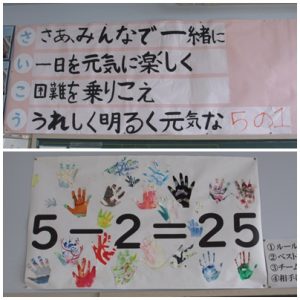 さ さあ、みんなで一緒に
い 一日を元気に楽しく
こ 困難を乗りこえ
う うれしく明るく元気な 5の1
5－2＝25
①ルール
②ベスト
③チーム
④相手